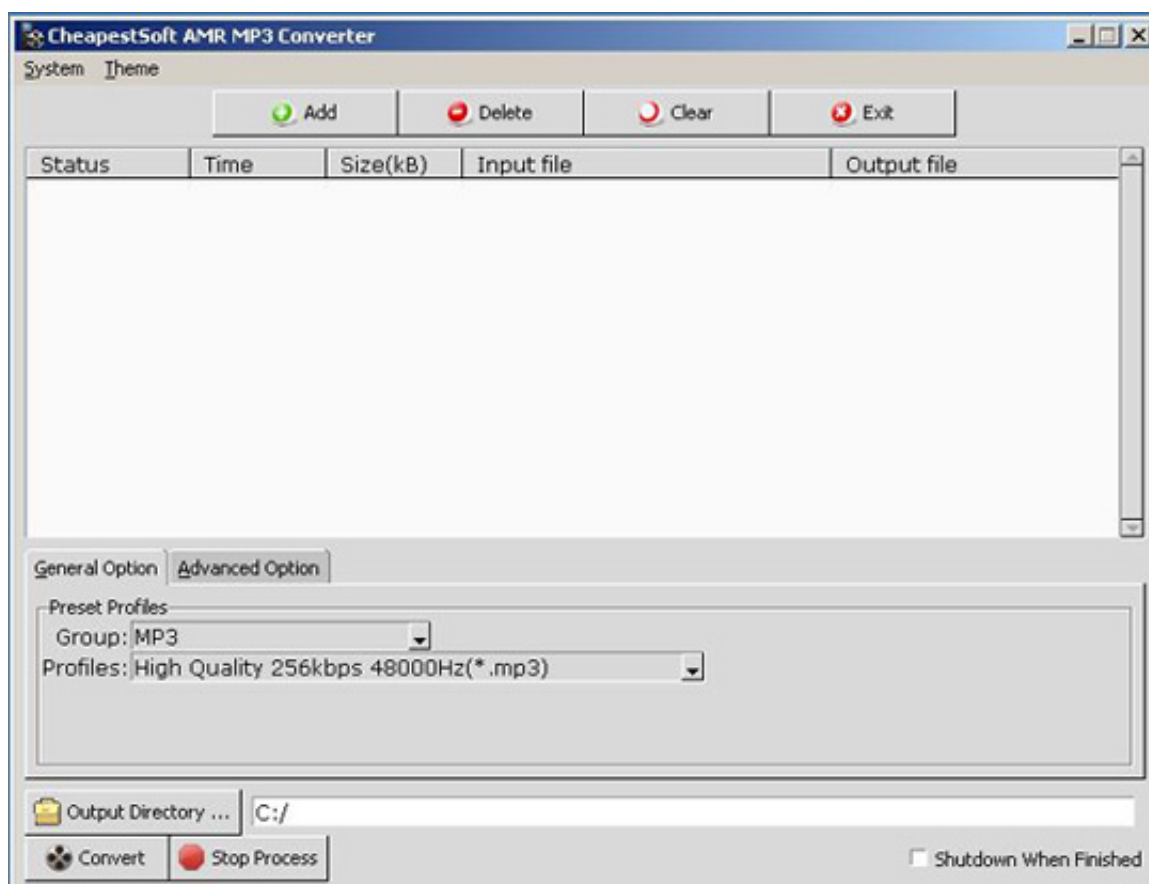 CheapestSoft AMR MP3 Converter
System Theme
Add Delete Clear Exit
Status Time Size(kB) Input file Output file
General Option Advanced Option
Preset Profiles
Group: MP3
Profiles: High Quality 256kbps 48000Hz(*.mp3)
Output Directory ... C:/
Convert Stop Process Shutdown When Finished